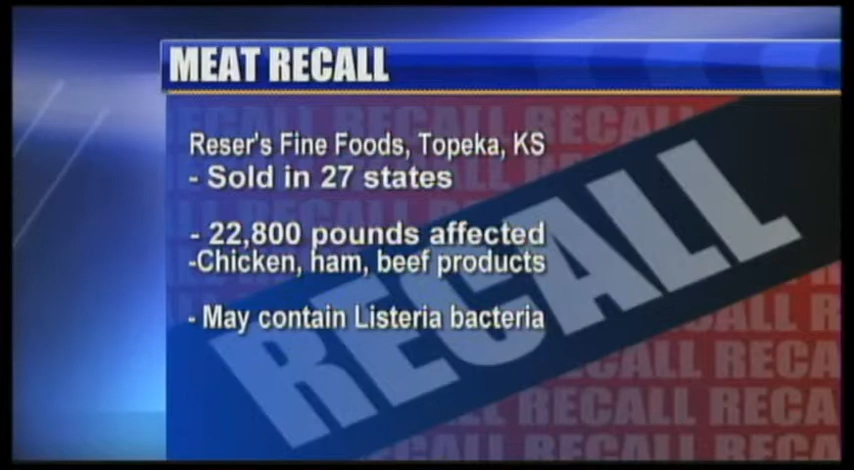 MEAT RECALL
Reser's Fine Foods, Topeka, KS
- Sold in 27 states
- 22,800 pounds affected
-Chicken, ham, beef products
- May contain Listeria bacteria
RECALL